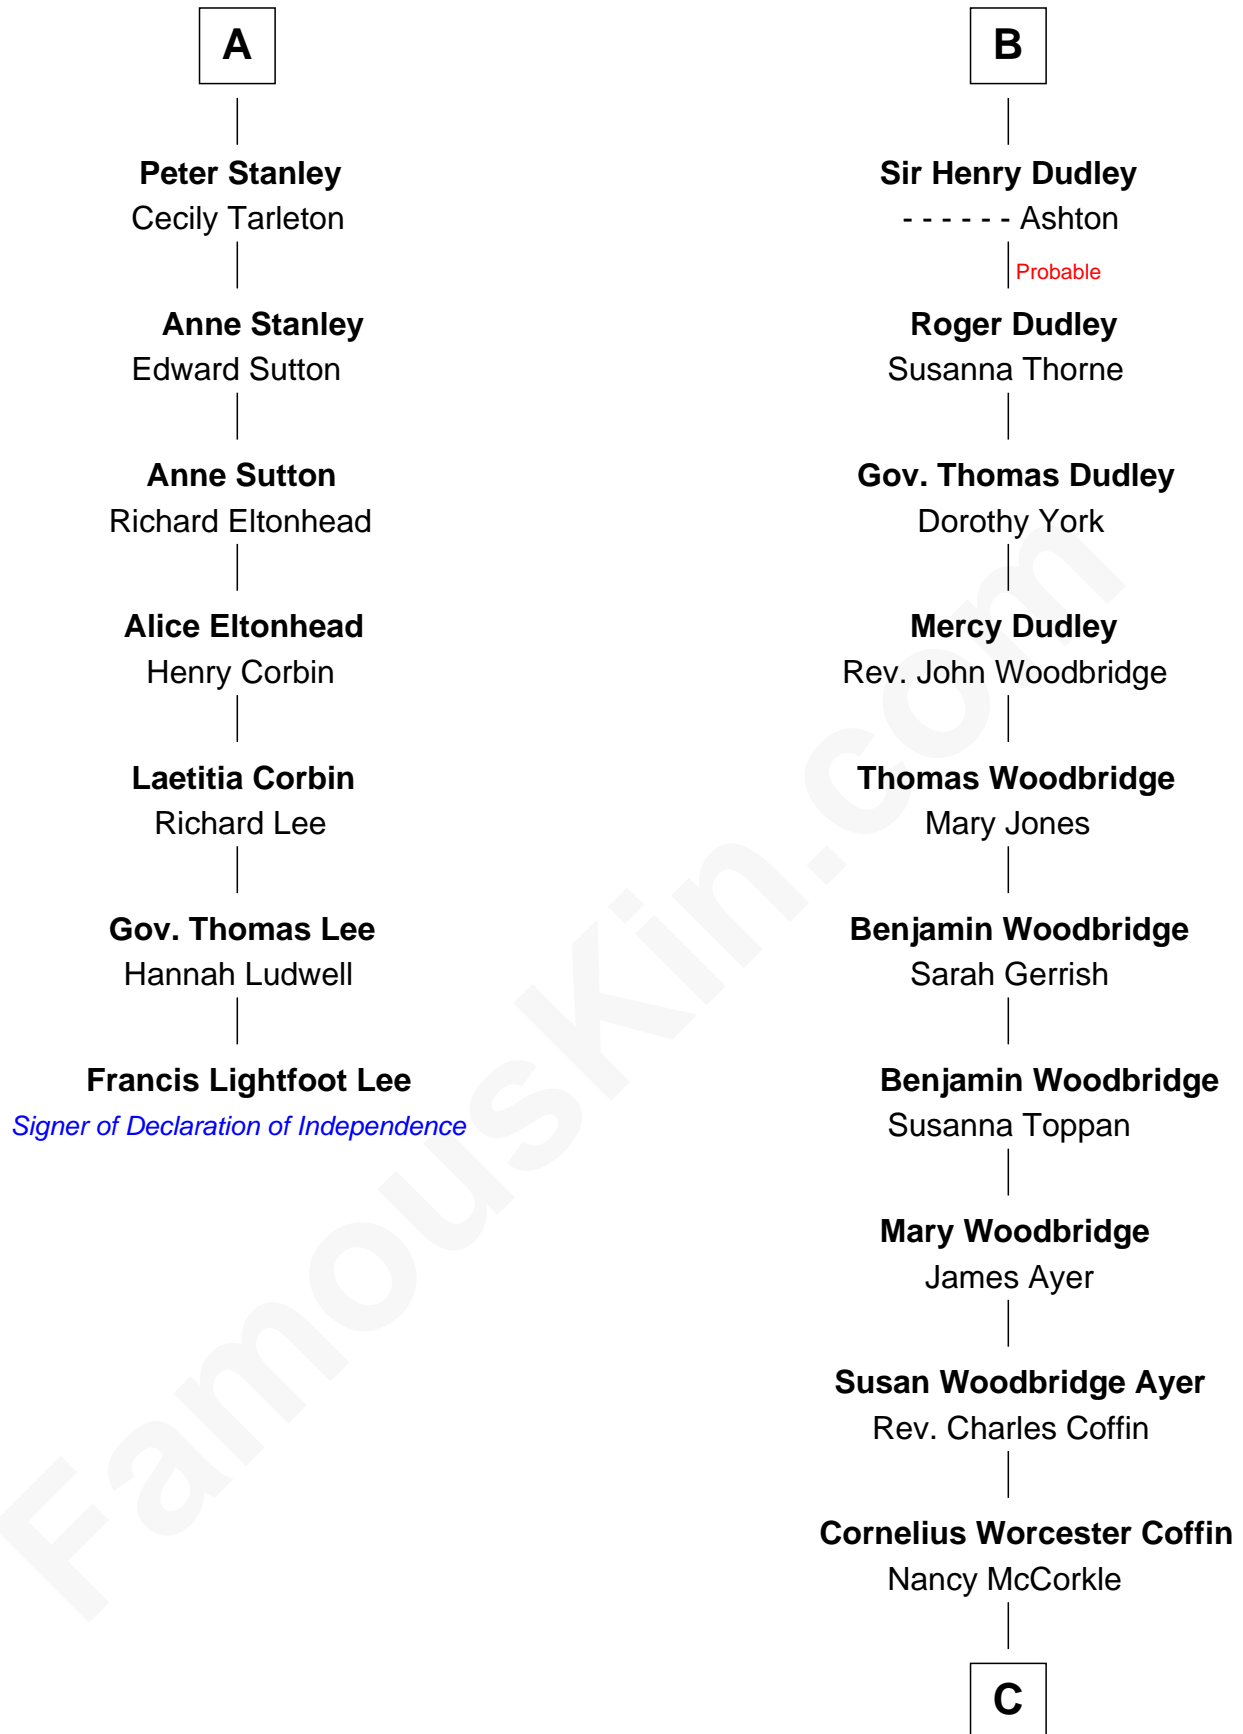 A
Peter Stanley
Cecily Tarleton
Anne Stanley
Edward Sutton
Anne Sutton
Richard Eltonhead
Alice Eltonhead
Henry Corbin
Laetitia Corbin
Richard Lee
Gov. Thomas Lee
Hannah Ludwell
Francis Lightfoot Lee
Signer of Declaration of Independence
B
Sir Henry Dudley
- - - - - - Ashton
Probable
Roger Dudley
Susanna Thorne
Gov. Thomas Dudley
Dorothy York
Mercy Dudley
Rev. John Woodbridge
Thomas Woodbridge
Mary Jones
Benjamin Woodbridge
Sarah Gerrish
Benjamin Woodbridge
Susanna Toppan
Mary Woodbridge
James Ayer
Susan Woodbridge Ayer
Rev. Charles Coffin
Cornelius Worcester Coffin
Nancy McCorkle
C
FamousKin.com